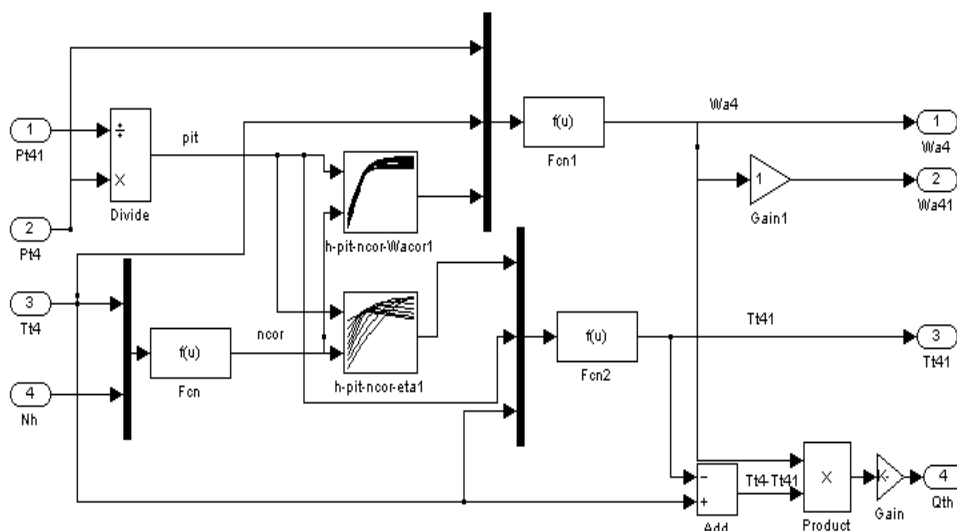 1
Pt41
2
Pt4
3
Tt4
4
Nh
÷
×
Divide
pit
f(u)
Fcn
ncor
h-pit-ncor-Wacor1
h-pit-ncor-eta1
f(u)
Fcn1
Wa4
1
Wa4
1
Gain1
2
Wa41
f(u)
Fcn2
Tt41
3
Tt41
−
+
Add
Tt4-Tt41
×
Product
K-
Gain
4
Qth